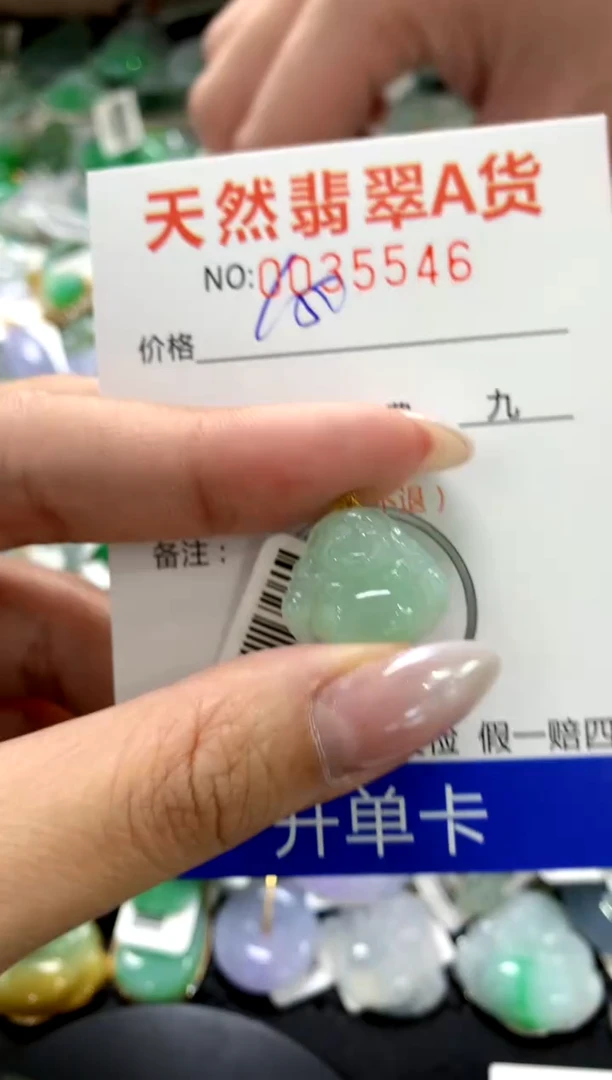 天然翡翠A货
NO:0035546
价格
九
退）
备注：
假一赔四
开单卡